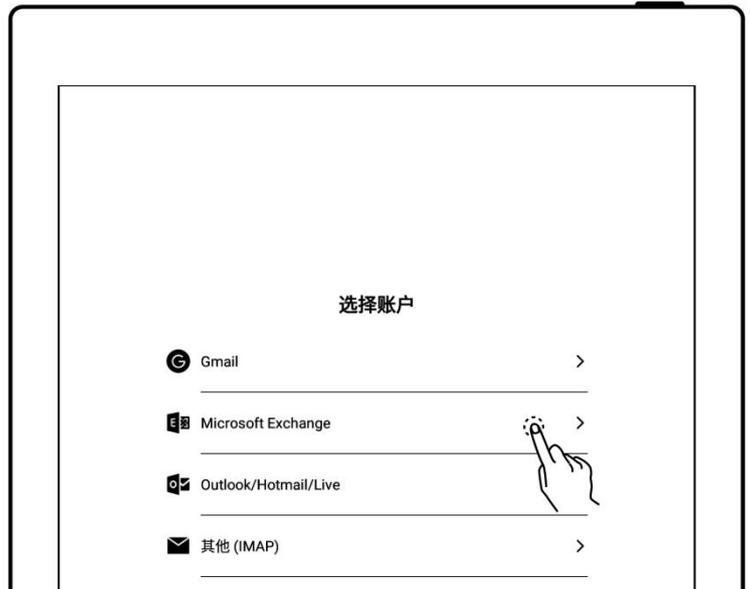 选择账户
Gmail
Microsoft Exchange
Outlook/Hotmail/Live
其他 (IMAP)